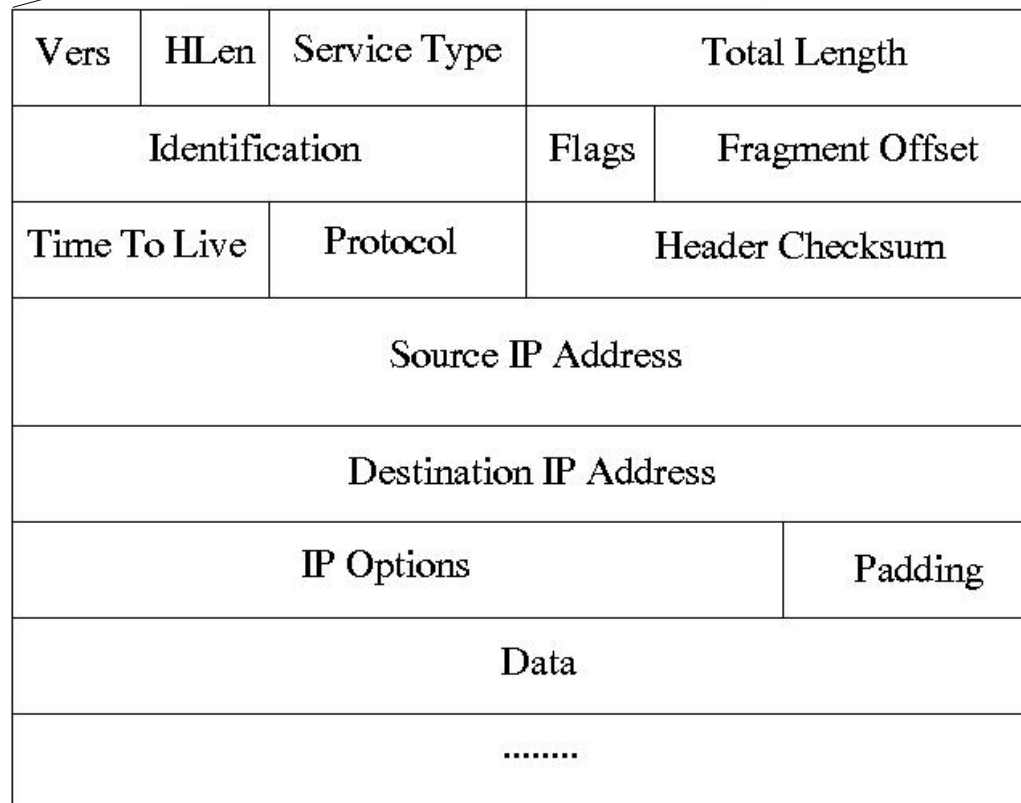 Vers HLen Service Type Total Length
Identification Flags Fragment Offset
Time To Live Protocol Header Checksum
Source IP Address
Destination IP Address
IP Options Padding
Data
........